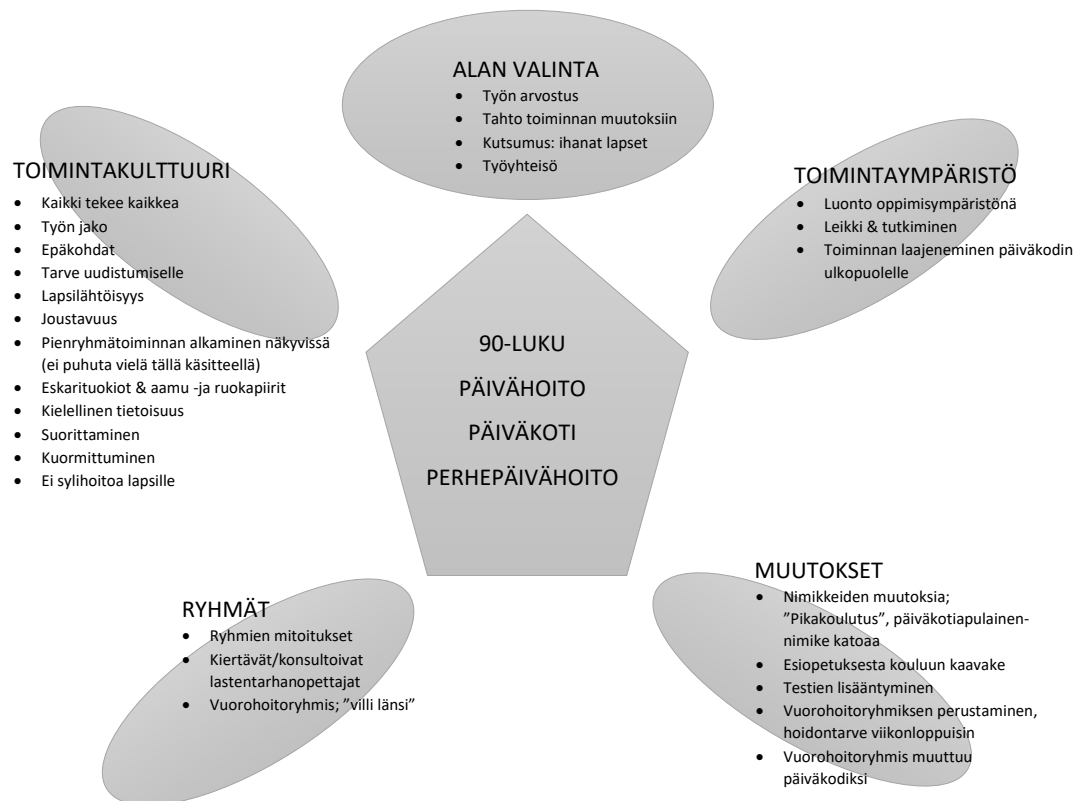 ALAN VALINTA
• Työn arvostus
• Tahto toiminnan muutoksiin
• Kutsumus: ihanat lapset
• Työyhteisö
TOIMINTAKULTTUURI
• Kaikki tekee kaikkea
• Työn jako
• Epäkohdat
• Tarve uudistumiselle
• Lapsilähtöisyys
• Joustavuus
• Pienryhmätoiminnan alkaminen näkyvissä
(ei puhuta vielä tällä käsitteellä)
• Eskarituokiot & aamu -ja ruokapiirit
• Kielellinen tietoisuus
• Suorittaminen
• Kuormittuminen
• Ei sylihoitoa lapsille
TOIMINTAYMPÄRISTÖ
• Luonto oppimisympäristönä
• Leikki & tutkiminen
• Toiminnan laajeneminen päiväkodin
ulkopuolelle
90-LUKU
PÄIVÄHOITO
PÄIVÄKOTI
PERHEPÄIVÄHOITO
RYHMÄT
• Ryhmien mitoitukset
• Kiertävät/konsultoivat
lastentarhanopettajat
• Vuorohoitoryhmis; ”villi länsi”
MUUTOKSET
• Nimikkeiden muutoksia;
”Pikakoulutus”, päiväkotiapulainen-
nimike katoaa
• Esiopetuksesta kouluun kaavake
• Testien lisääntyminen
• Vuorohoitoryhmiksen perustaminen,
hoidontarve viikonloppuisin
• Vuorohoitoryhmis muuttuu
päiväkodiksi